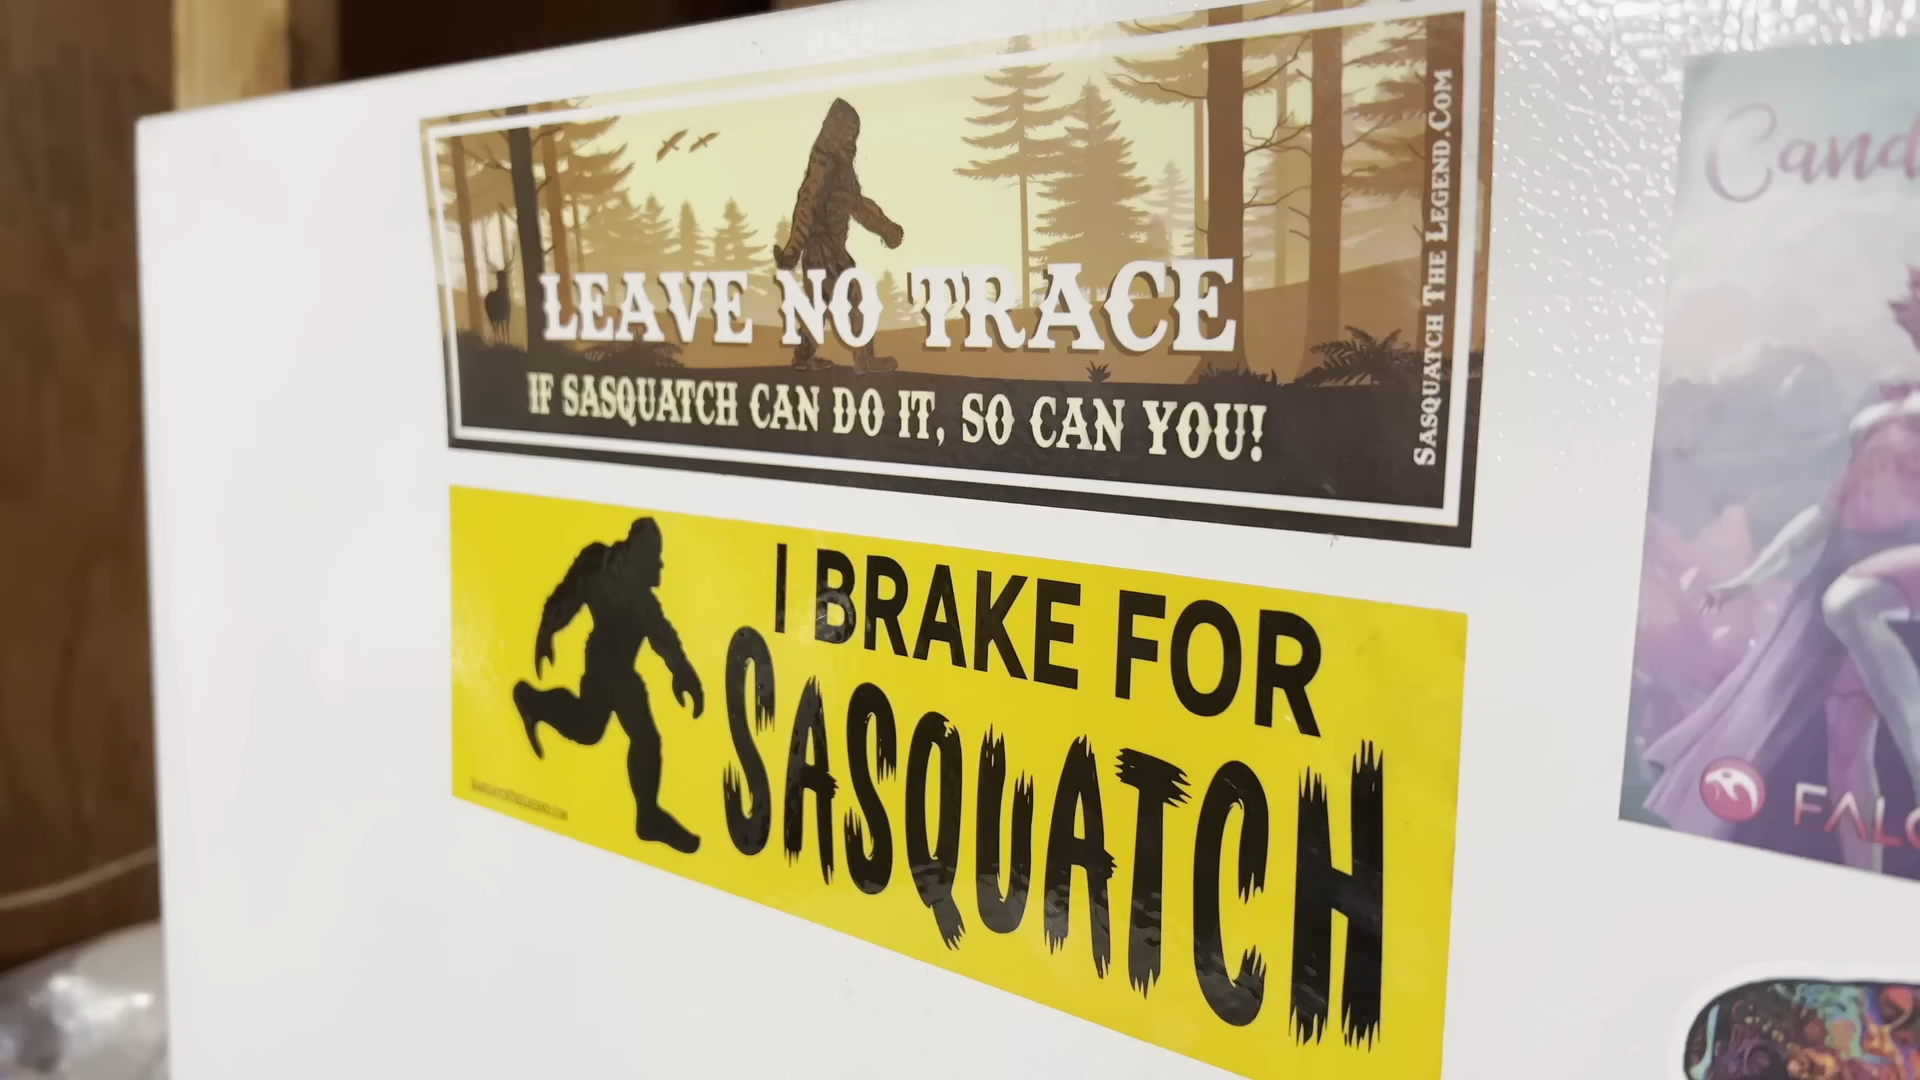 LEAVE NO TRACE
IF SASQUATCH CAN DO IT, SO CAN YOU!
SASQUATCH THE LEGEND.COM
I BRAKE FOR
SASQUATCH